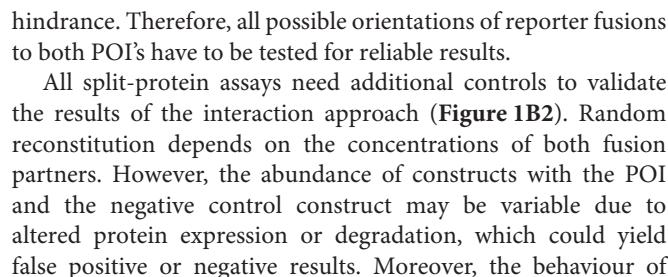 hindrance. Therefore, all possible orientations of reporter fusions
to both POI's have to be tested for reliable results.
All split-protein assays need additional controls to validate
the results of the interaction approach (Figure 1B2). Random
reconstitution depends on the concentrations of both fusion
partners. However, the abundance of constructs with the POI
and the negative control construct may be variable due to
altered protein expression or degradation, which could yield
false positive or negative results. Moreover, the behaviour of